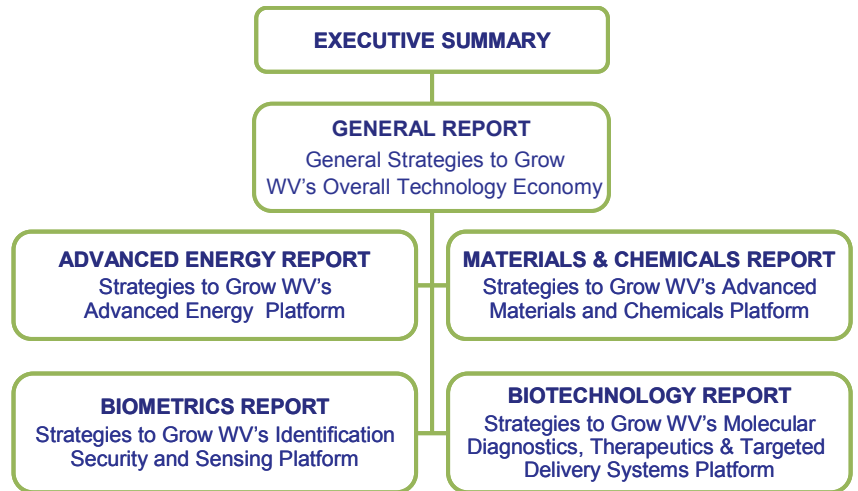 EXECUTIVE SUMMARY
GENERAL REPORT
General Strategies to Grow
WV's Overall Technology Economy
ADVANCED ENERGY REPORT
Strategies to Grow WV's
Advanced Energy Platform
MATERIALS & CHEMICALS REPORT
Strategies to Grow WV's Advanced
Materials and Chemicals Platform
BIOMETRICS REPORT
Strategies to Grow WV's Identification
Security and Sensing Platform
BIOTECHNOLOGY REPORT
Strategies to Grow WV's Molecular
Diagnostics, Therapeutics & Targeted
Delivery Systems Platform